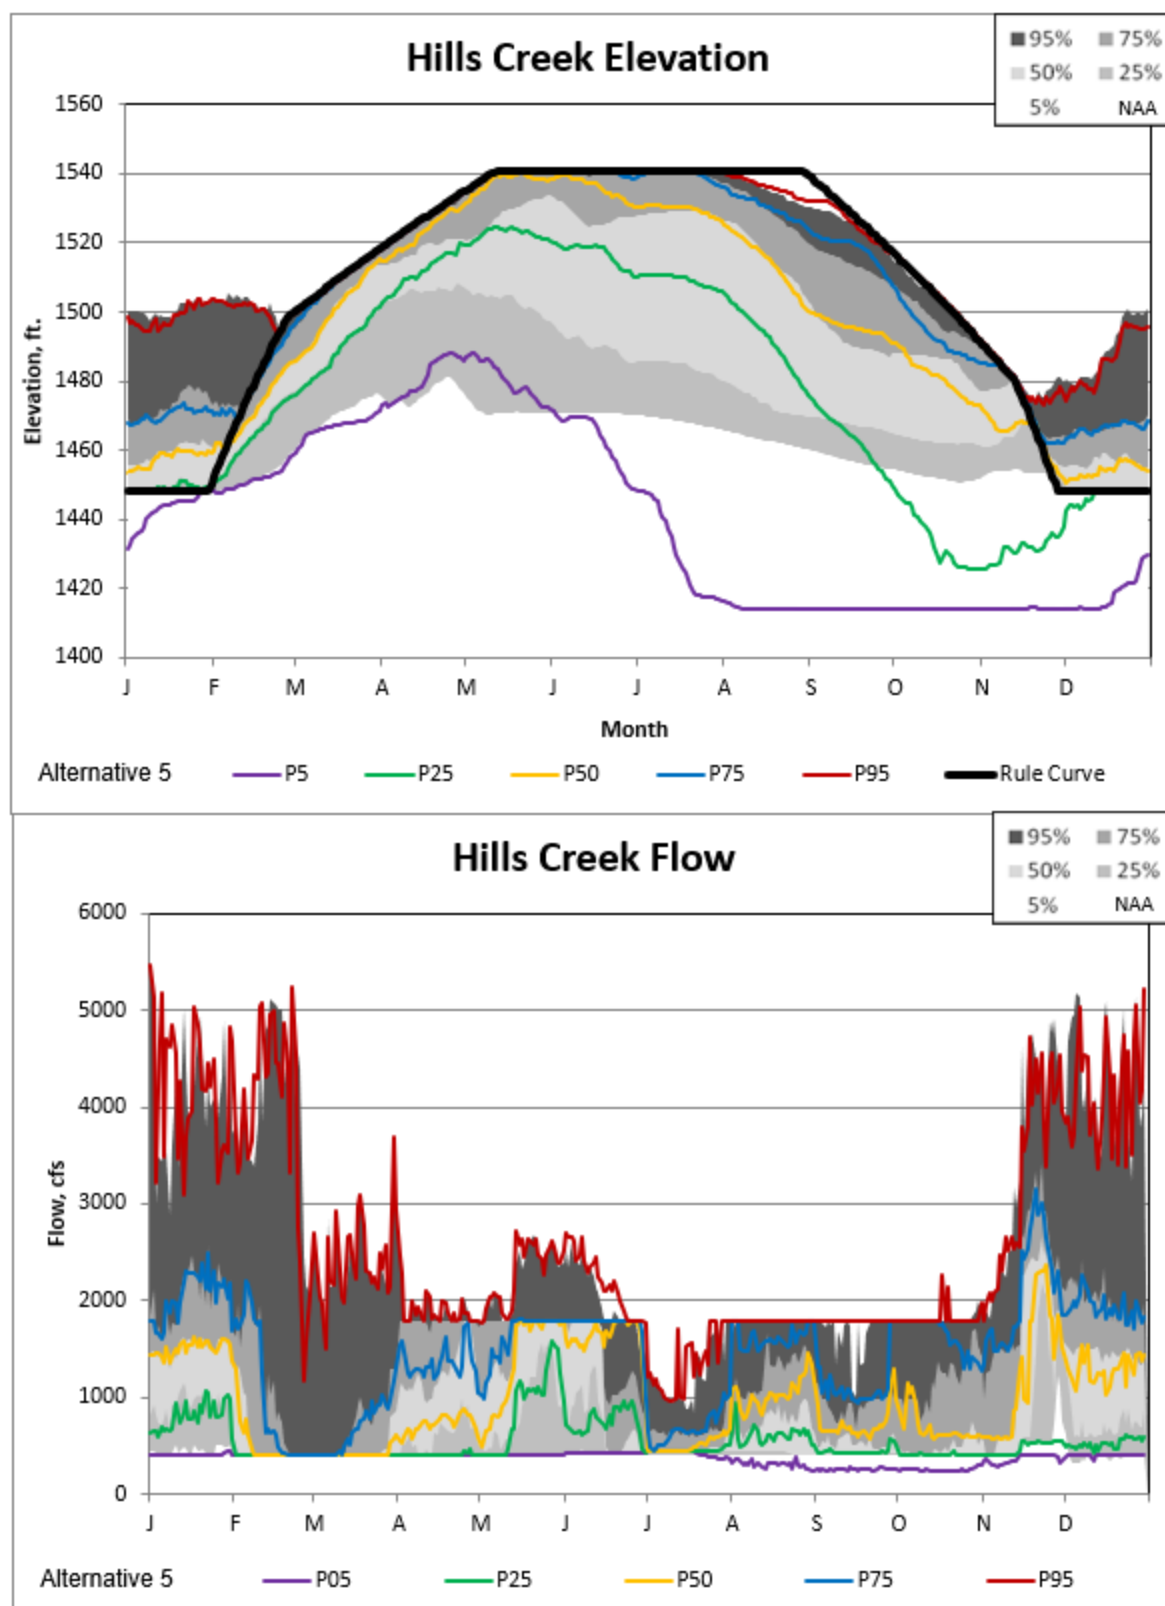 Hills Creek Elevation
95% 75%
50% 25%
5% NAA
Elevation, ft.
1560
1540
1520
1500
1480
1460
1440
1420
1400
J F M A M J J A S O N D
Month
Alternative 5 P5 P25 P50 P75 P95 Rule Curve
Hills Creek Flow
95% 75%
50% 25%
5% NAA
Flow, cfs
6000
5000
4000
3000
2000
1000
0
J F M A M J J A S O N D
Alternative 5 P05 P25 P50 P75 P95